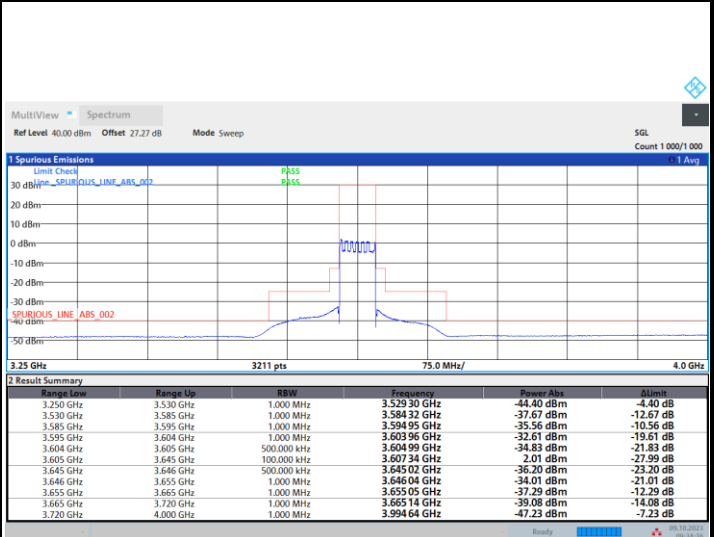 MultiView Spectrum
Ref Level 40.00 dBm Offset 27.27 dB Mode Sweep SGL
Count 1 000/1 000
1 Spurious Emissions 1 Avg
Limit Check PASS
Line _SPURIOUS_LINE_ABS_002 PASS
30 dBm
20 dBm
10 dBm
0 dBm
-10 dBm
-20 dBm
-30 dBm
SPURIOUS_LINE_ABS_002
-40 dBm
-50 dBm
3.25 GHz 3211 pts 75.0 MHz/ 4.0 GHz
2 Result Summary
Range Low Range Up RBW Frequency Power Abs ΔLimit
3.250 GHz 3.530 GHz 1.000 MHz 3.529 30 GHz -44.40 dBm -4.40 dB
3.530 GHz 3.585 GHz 1.000 MHz 3.584 32 GHz -37.67 dBm -12.67 dB
3.585 GHz 3.595 GHz 1.000 MHz 3.594 95 GHz -35.56 dBm -10.56 dB
3.595 GHz 3.604 GHz 1.000 MHz 3.603 96 GHz -32.61 dBm -19.61 dB
3.604 GHz 3.605 GHz 500.000 kHz 3.604 99 GHz -34.83 dBm -21.83 dB
3.605 GHz 3.645 GHz 100.000 kHz 3.607 34 GHz 2.01 dBm -27.99 dB
3.645 GHz 3.646 GHz 500.000 kHz 3.645 02 GHz -36.20 dBm -23.20 dB
3.646 GHz 3.655 GHz 1.000 MHz 3.646 04 GHz -34.01 dBm -21.01 dB
3.655 GHz 3.665 GHz 1.000 MHz 3.655 05 GHz -37.29 dBm -12.29 dB
3.665 GHz 3.720 GHz 1.000 MHz 3.665 14 GHz -39.08 dBm -14.08 dB
3.720 GHz 4.000 GHz 1.000 MHz 3.994 64 GHz -47.23 dBm -7.23 dB
Ready 09.10.2023